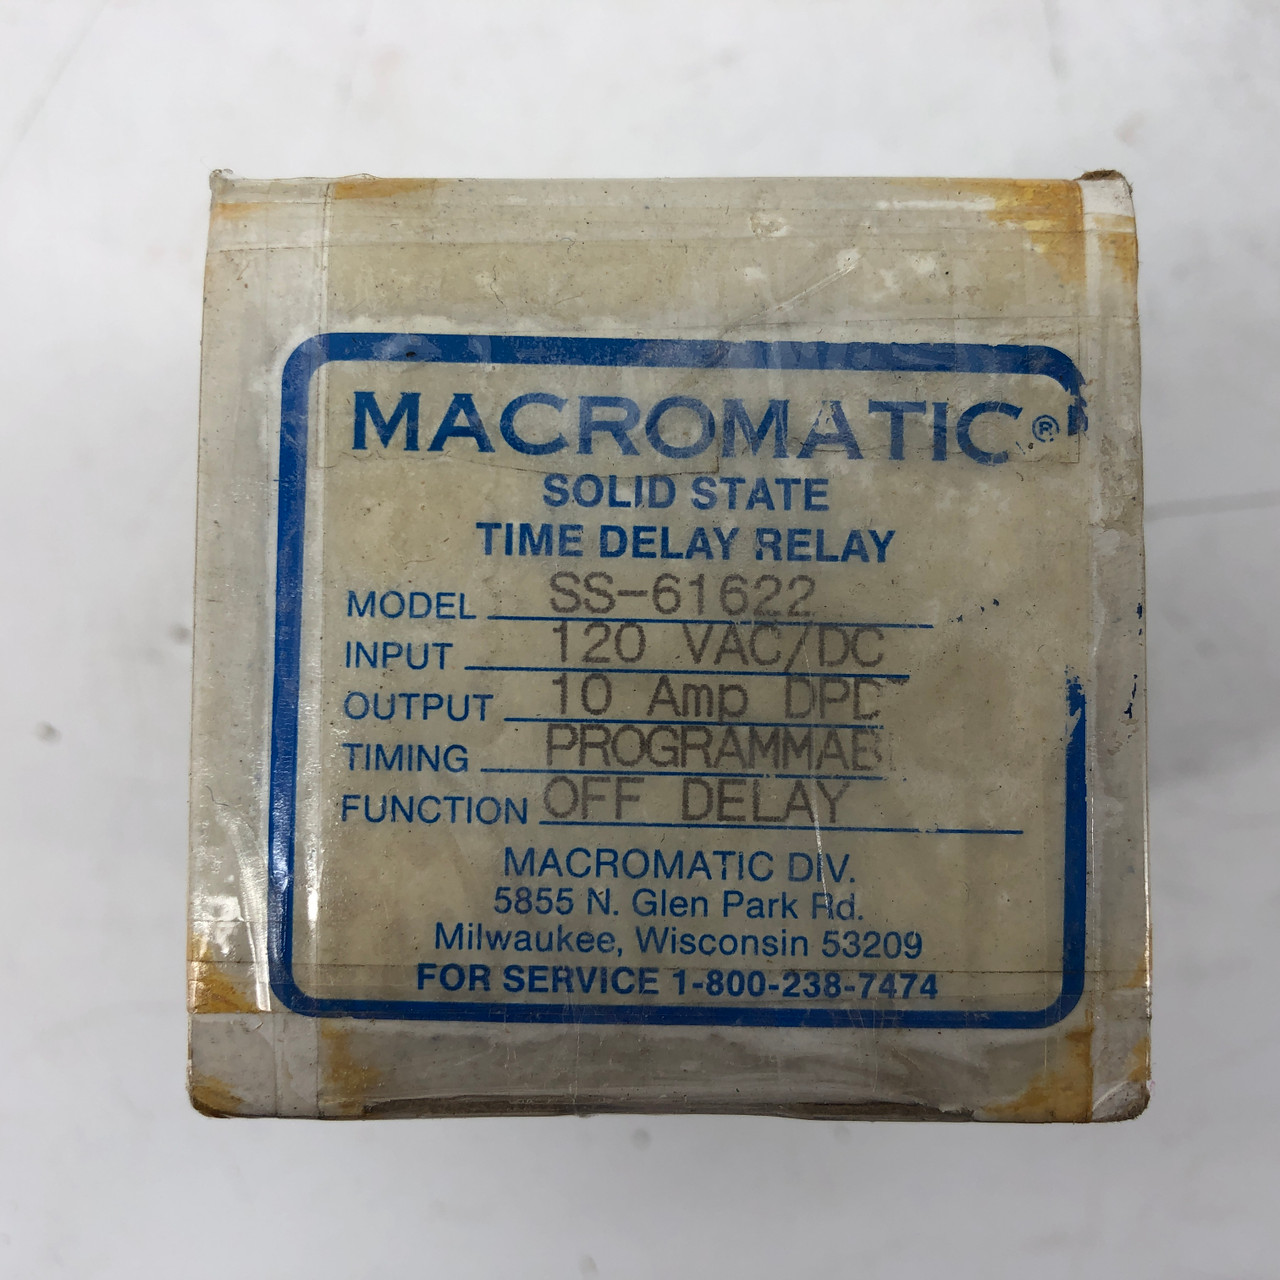 MACROMATIC®
SOLID STATE
TIME DELAY RELAY
MODEL SS-61622
INPUT 120 VAC/DC
OUTPUT 10 Amp DPD
TIMING PROGRAMMAB
FUNCTION OFF DELAY
MACROMATIC DIV.
5855 N. Glen Park Rd.
Milwaukee, Wisconsin 53209
FOR SERVICE 1-800-238-7474